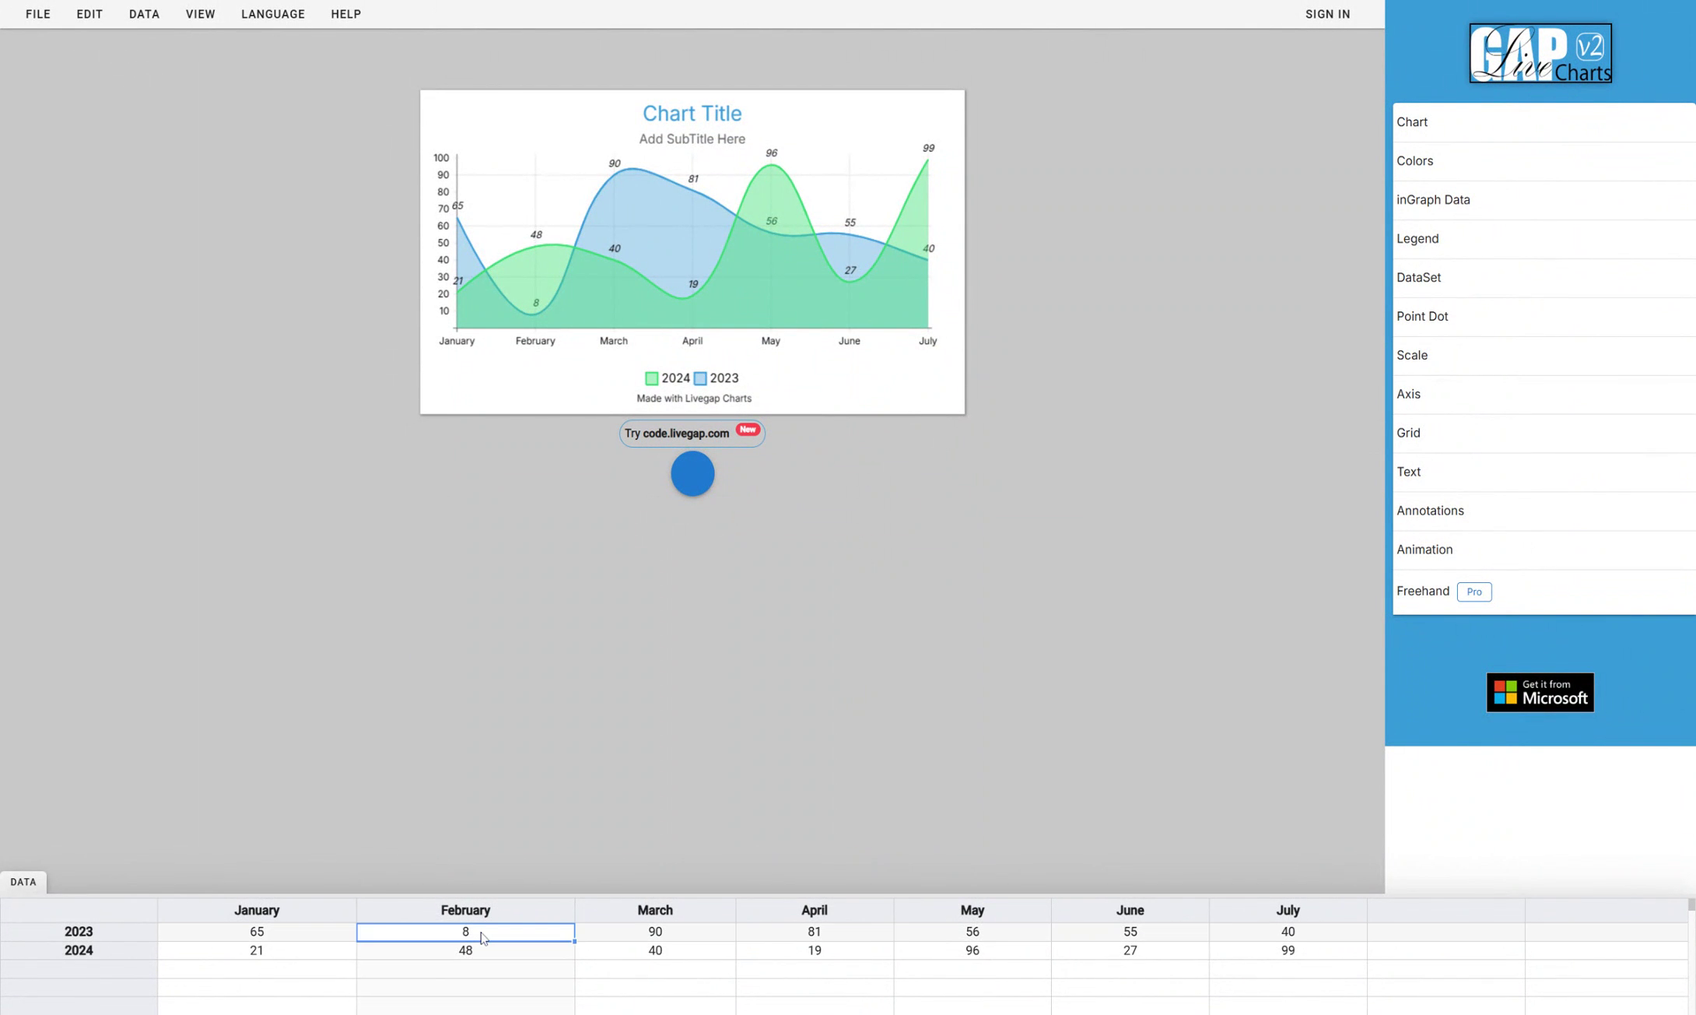 FILE EDIT DATA VIEW LANGUAGE HELP SIGN IN
GAP Live Charts v2
Chart
Colors
inGraph Data
Legend
DataSet
Point Dot
Scale
Axis
Grid
Text
Annotations
Animation
Freehand Pro
Get it from
Microsoft
Chart Title
Add SubTitle Here
100
90
80
70
60
50
40
30
20
10
65
21
48
8
90
40
81
19
96
56
55
27
99
40
January February March April May June July
2024 2023
Made with Livegap Charts
Try code.livegap.com New
DATA
January February March April May June July
2023 65 8 90 81 56 55 40
2024 21 48 40 19 96 27 99